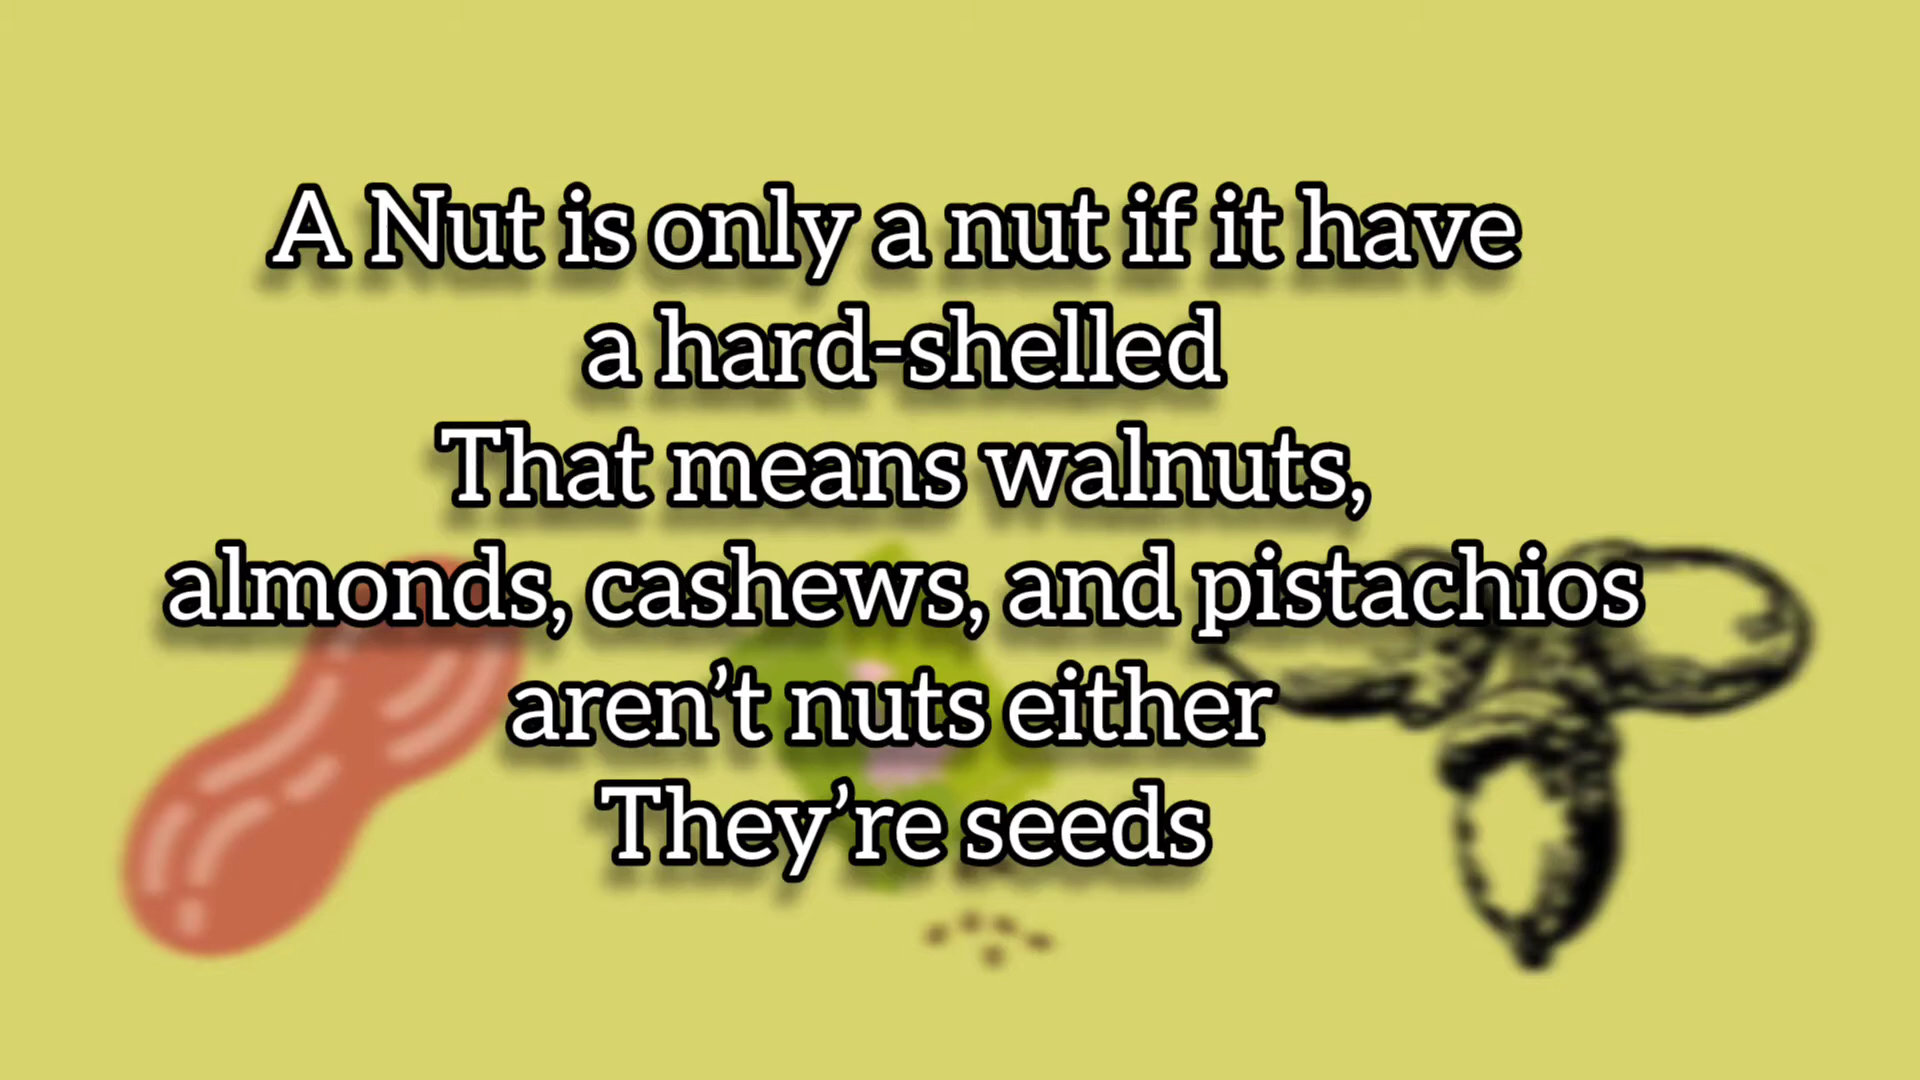 A Nut is only a nut if it have
a hard-shelled
That means walnuts,
almonds, cashews, and pistachios
aren’t nuts either
They’re seeds